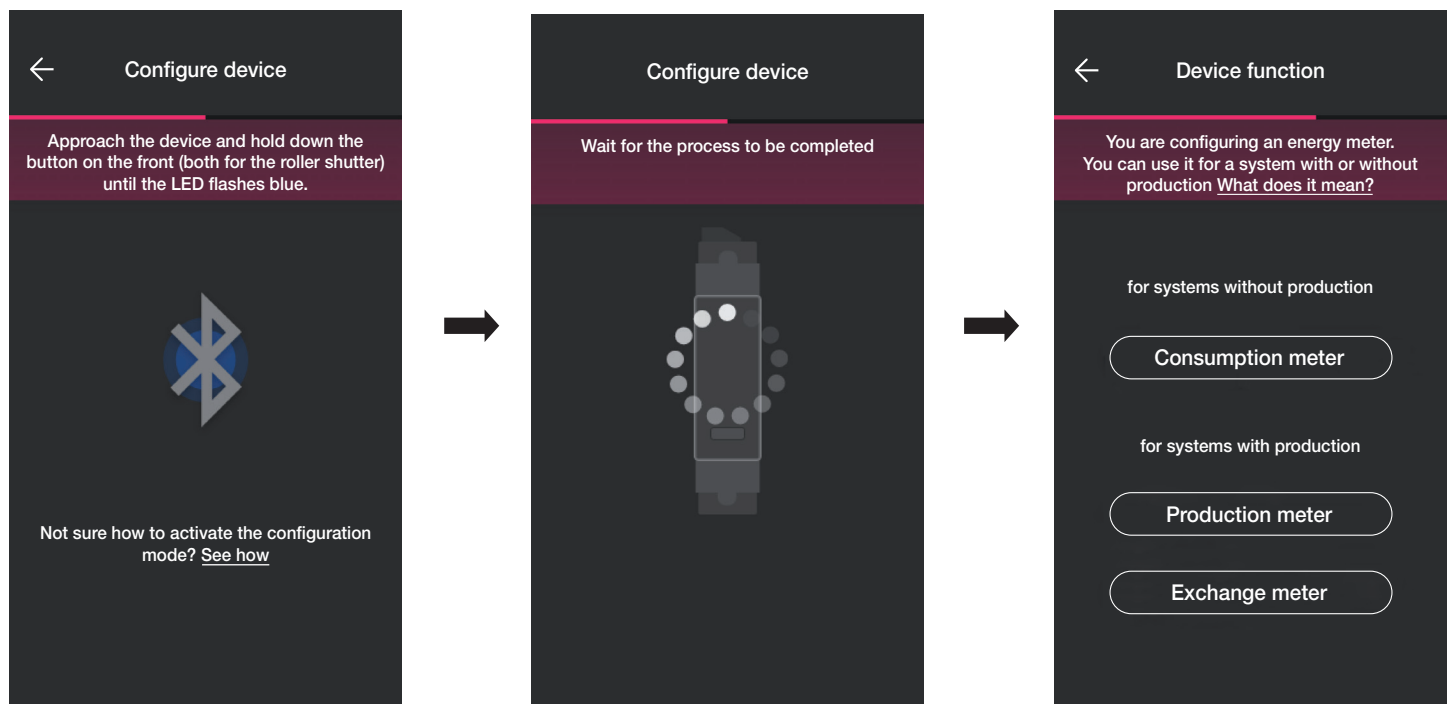 Configure device
Approach the device and hold down the
button on the front (both for the roller shutter)
until the LED flashes blue.
Not sure how to activate the configuration
mode? See how
Configure device
Wait for the process to be completed
Device function
You are configuring an energy meter.
You can use it for a system with or without
production What does it mean?
for systems without production
Consumption meter
for systems with production
Production meter
Exchange meter